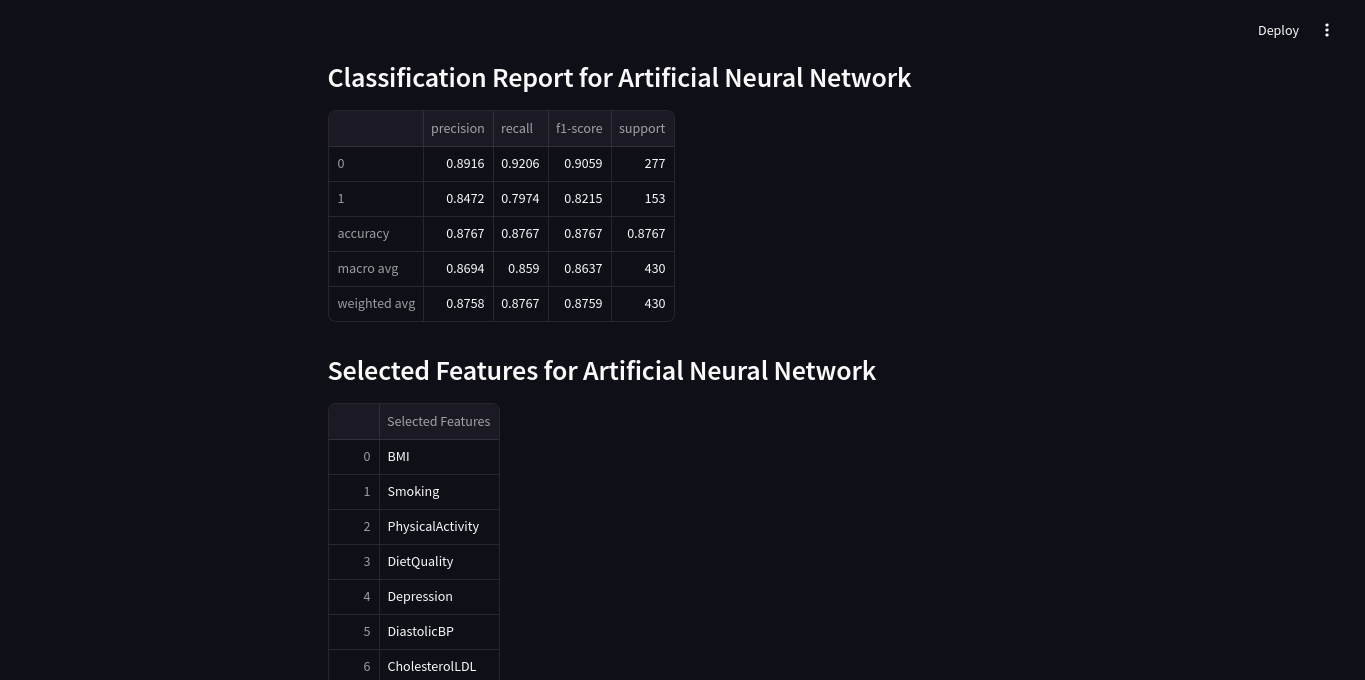 Deploy
Classification Report for Artificial Neural Network
precision recall f1-score support
0 0.8916 0.9206 0.9059 277
1 0.8472 0.7974 0.8215 153
accuracy 0.8767 0.8767 0.8767 0.8767
macro avg 0.8694 0.859 0.8637 430
weighted avg 0.8758 0.8767 0.8759 430
Selected Features for Artificial Neural Network
Selected Features
0 BMI
1 Smoking
2 PhysicalActivity
3 DietQuality
4 Depression
5 DiastolicBP
6 CholesterolLDL